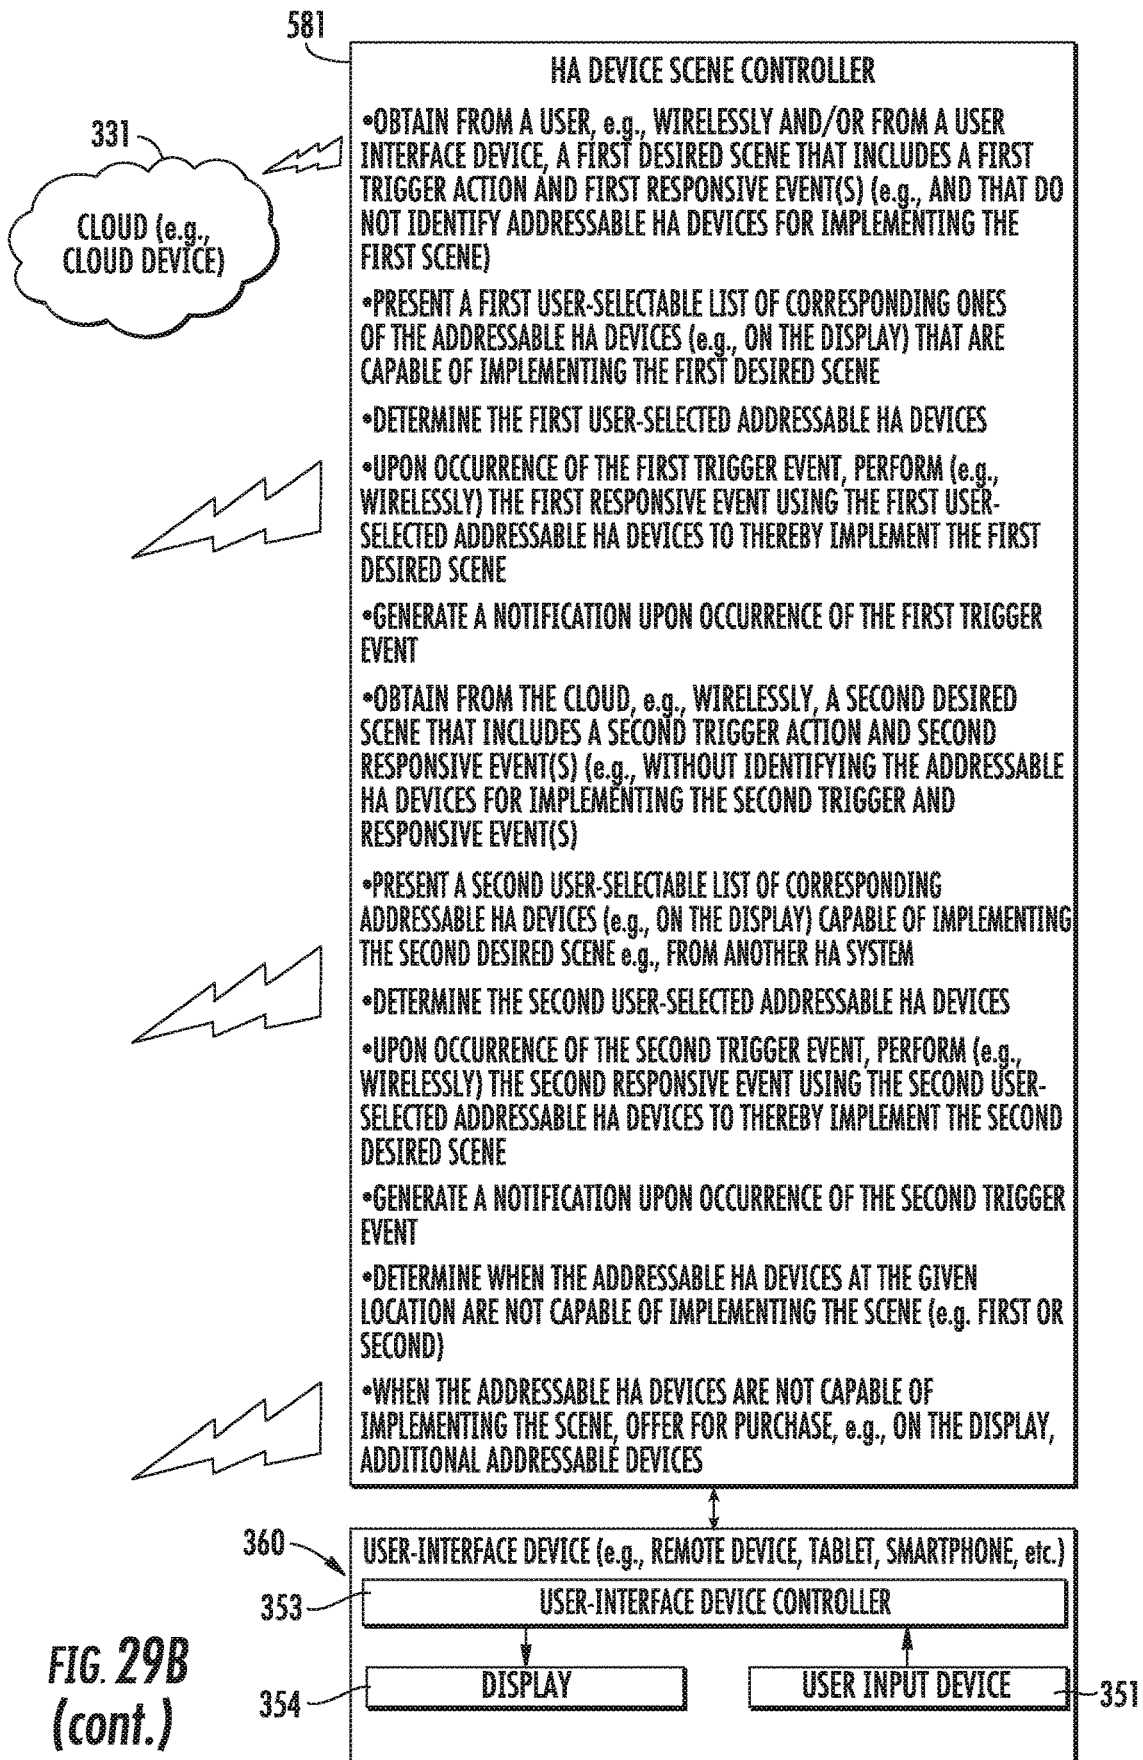 581
HA DEVICE SCENE CONTROLLER
•OBTAIN FROM A USER, e.g., WIRELESSLY AND/OR FROM A USER
INTERFACE DEVICE, A FIRST DESIRED SCENE THAT INCLUDES A FIRST
TRIGGER ACTION AND FIRST RESPONSIVE EVENT(S) (e.g., AND THAT DO
NOT IDENTIFY ADDRESSABLE HA DEVICES FOR IMPLEMENTING THE
FIRST SCENE)
331
CLOUD (e.g.,
CLOUD DEVICE)
•PRESENT A FIRST USER-SELECTABLE LIST OF CORRESPONDING ONES
OF THE ADDRESSABLE HA DEVICES (e.g., ON THE DISPLAY) THAT ARE
CAPABLE OF IMPLEMENTING THE FIRST DESIRED SCENE
•DETERMINE THE FIRST USER-SELECTED ADDRESSABLE HA DEVICES
•UPON OCCURRENCE OF THE FIRST TRIGGER EVENT, PERFORM (e.g.,
WIRELESSLY) THE FIRST RESPONSIVE EVENT USING THE FIRST USER-
SELECTED ADDRESSABLE HA DEVICES TO THEREBY IMPLEMENT THE FIRST
DESIRED SCENE
•GENERATE A NOTIFICATION UPON OCCURRENCE OF THE FIRST TRIGGER
EVENT
•OBTAIN FROM THE CLOUD, e.g., WIRELESSLY, A SECOND DESIRED
SCENE THAT INCLUDES A SECOND TRIGGER ACTION AND SECOND
RESPONSIVE EVENT(S) (e.g., WITHOUT IDENTIFYING THE ADDRESSABLE
HA DEVICES FOR IMPLEMENTING THE SECOND TRIGGER AND
RESPONSIVE EVENT(S)
•PRESENT A SECOND USER-SELECTABLE LIST OF CORRESPONDING
ADDRESSABLE HA DEVICES (e.g., ON THE DISPLAY) CAPABLE OF IMPLEMENTING
THE SECOND DESIRED SCENE e.g., FROM ANOTHER HA SYSTEM
•DETERMINE THE SECOND USER-SELECTED ADDRESSABLE HA DEVICES
•UPON OCCURRENCE OF THE SECOND TRIGGER EVENT, PERFORM (e.g.,
WIRELESSLY) THE SECOND RESPONSIVE EVENT USING THE SECOND USER-
SELECTED ADDRESSABLE HA DEVICES TO THEREBY IMPLEMENT THE SECOND
DESIRED SCENE
•GENERATE A NOTIFICATION UPON OCCURRENCE OF THE SECOND TRIGGER
EVENT
•DETERMINE WHEN THE ADDRESSABLE HA DEVICES AT THE GIVEN
LOCATION ARE NOT CAPABLE OF IMPLEMENTING THE SCENE (e.g. FIRST OR
SECOND)
•WHEN THE ADDRESSABLE HA DEVICES ARE NOT CAPABLE OF
IMPLEMENTING THE SCENE, OFFER FOR PURCHASE, e.g., ON THE DISPLAY,
ADDITIONAL ADDRESSABLE DEVICES
360
USER-INTERFACE DEVICE (e.g., REMOTE DEVICE, TABLET, SMARTPHONE, etc.)
353
USER-INTERFACE DEVICE CONTROLLER
354
DISPLAY
USER INPUT DEVICE
351
FIG. 29B
(cont.)